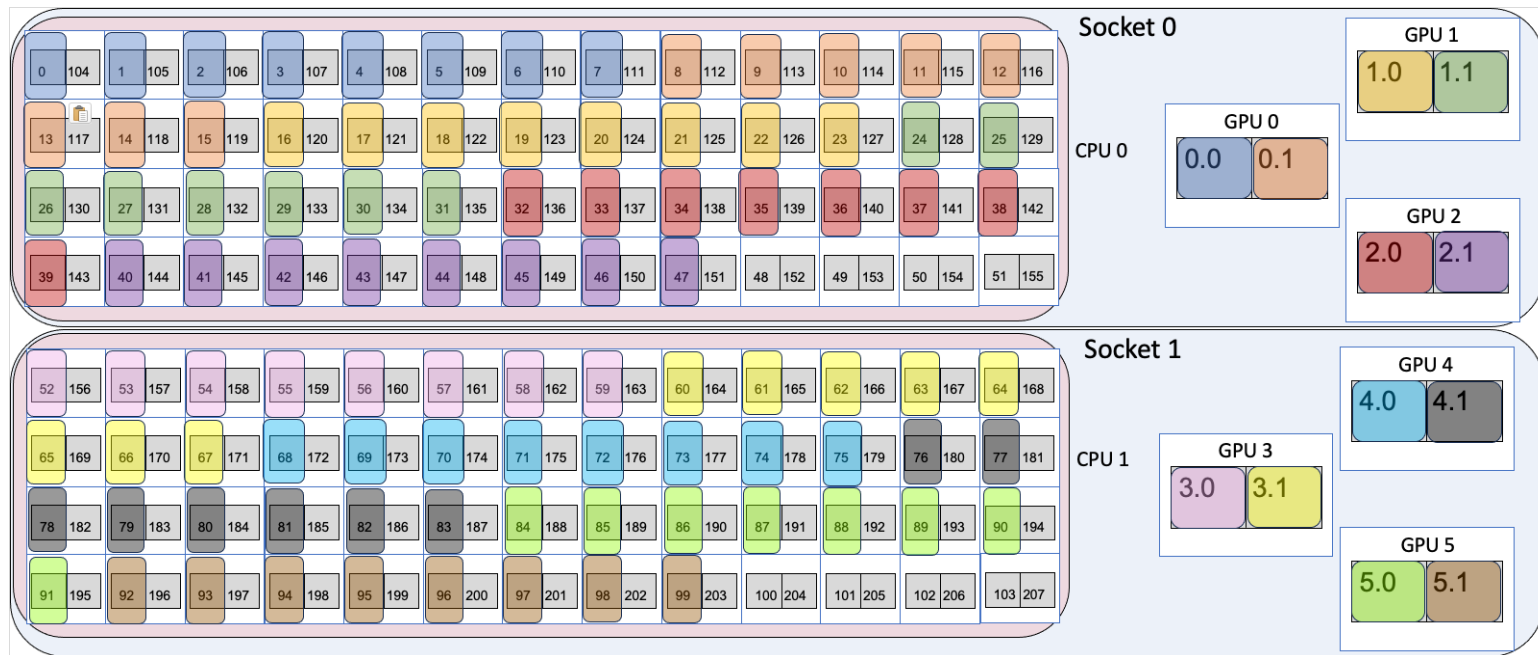 Socket 0
0 104 1 105 2 106 3 107 4 108 5 109 6 110 7 111 8 112 9 113 10 114 11 115 12 116
13 117 14 118 15 119 16 120 17 121 18 122 19 123 20 124 21 125 22 126 23 127 24 128 25 129
26 130 27 131 28 132 29 133 30 134 31 135 32 136 33 137 34 138 35 139 36 140 37 141 38 142
39 143 40 144 41 145 42 146 43 147 44 148 45 149 46 150 47 151 48 152 49 153 50 154 51 155
CPU 0
GPU 0
0.0 0.1
GPU 1
1.0 1.1
GPU 2
2.0 2.1
Socket 1
52 156 53 157 54 158 55 159 56 160 57 161 58 162 59 163 60 164 61 165 62 166 63 167 64 168
65 169 66 170 67 171 68 172 69 173 70 174 71 175 72 176 73 177 74 178 75 179 76 180 77 181
78 182 79 183 80 184 81 185 82 186 83 187 84 188 85 189 86 190 87 191 88 192 89 193 90 194
91 195 92 196 93 197 94 198 95 199 96 200 97 201 98 202 99 203 100 204 101 205 102 206 103 207
CPU 1
GPU 3
3.0 3.1
GPU 4
4.0 4.1
GPU 5
5.0 5.1